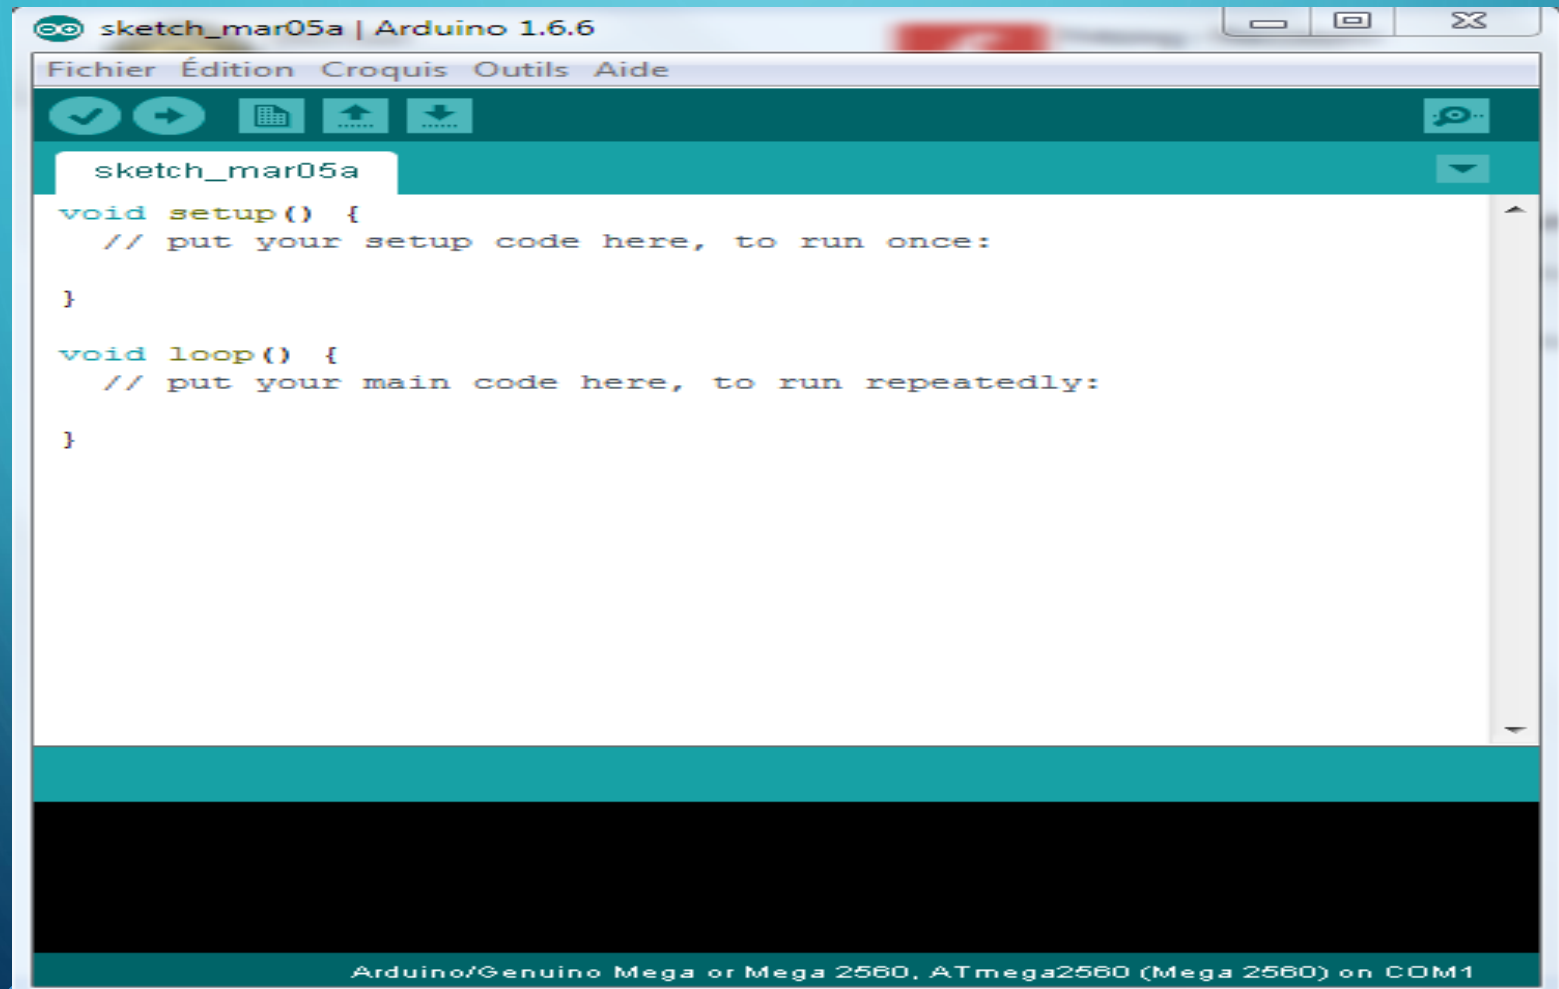 sketch_mar05a | Arduino 1.6.6
Fichier Édition Croquis Outils Aide
sketch_mar05a
void setup() {
// put your setup code here, to run once:
}
void loop() {
// put your main code here, to run repeatedly:
}
Arduino/Genuino Mega or Mega 2560, ATmega2560 (Mega 2560) on COM1